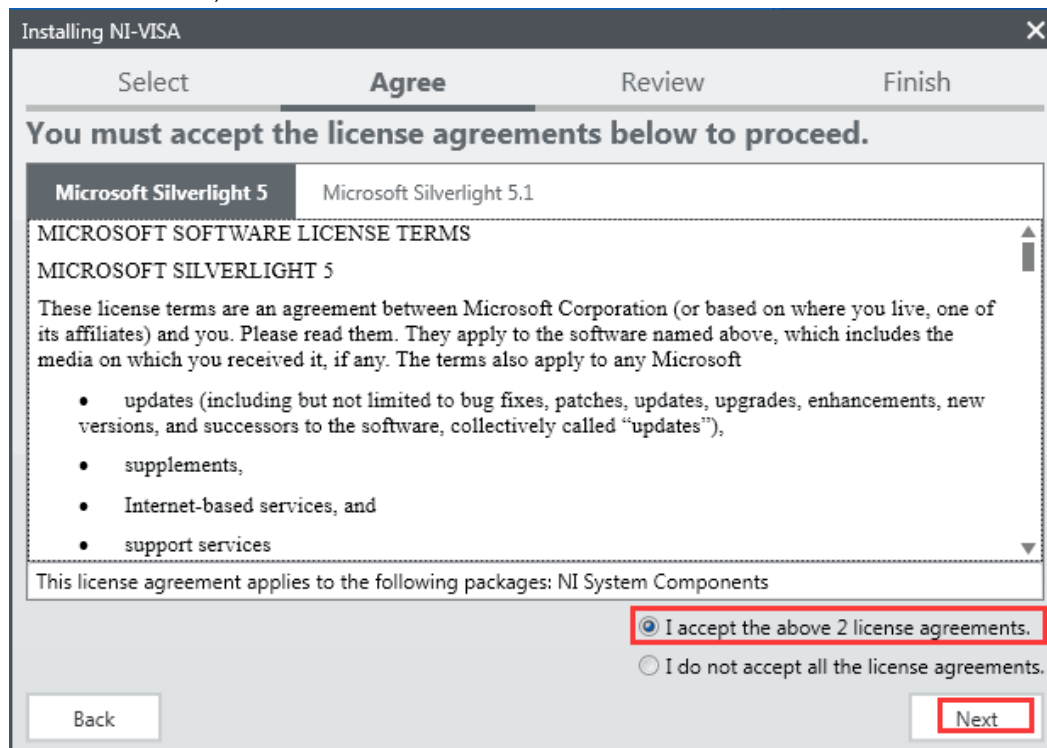 Installing NI-VISA
Select Agree Review Finish
You must accept the license agreements below to proceed.
Microsoft Silverlight 5 Microsoft Silverlight 5.1
MICROSOFT SOFTWARE LICENSE TERMS
MICROSOFT SILVERLIGHT 5
These license terms are an agreement between Microsoft Corporation (or based on where you live, one of
its affiliates) and you. Please read them. They apply to the software named above, which includes the
media on which you received it, if any. The terms also apply to any Microsoft
• updates (including but not limited to bug fixes, patches, updates, upgrades, enhancements, new
versions, and successors to the software, collectively called “updates”),
• supplements,
• Internet-based services, and
• support services
This license agreement applies to the following packages: NI System Components
I accept the above 2 license agreements.
I do not accept all the license agreements.
Back Next